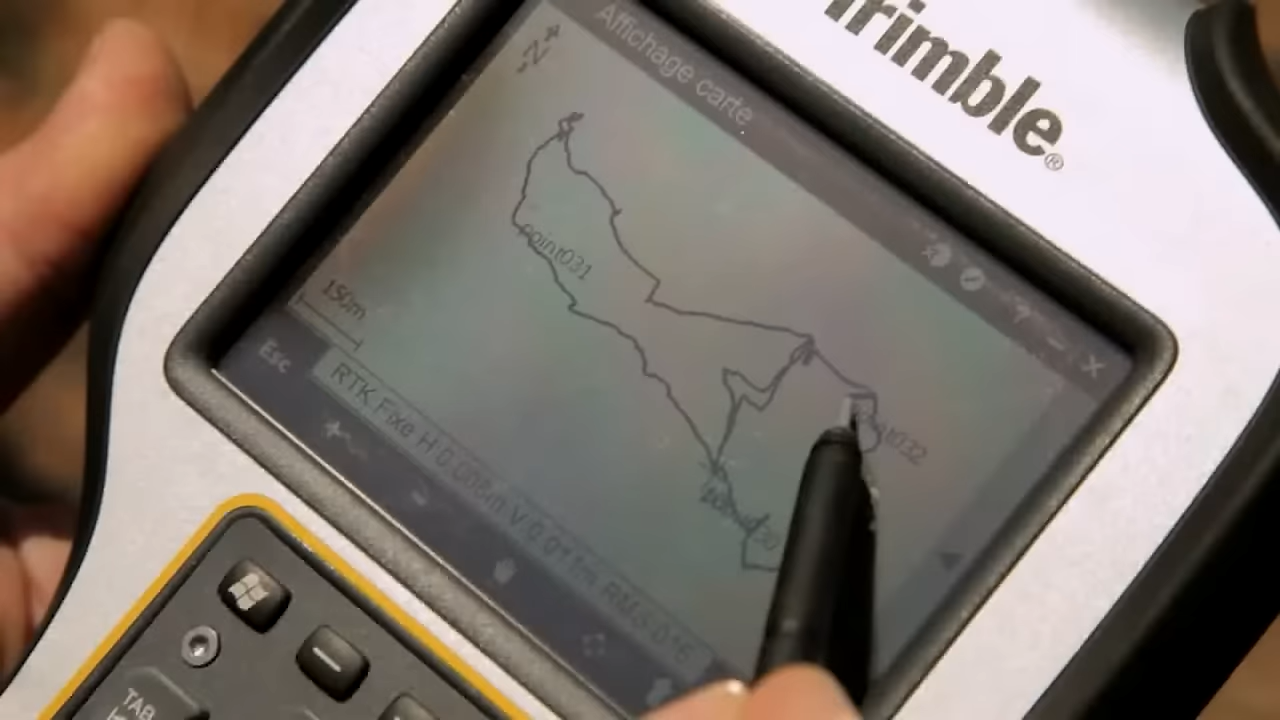 Trimble®
Affichage carte
N
point031
150m
Esc
RTK Fixe H:0.008m V:0.011m RMS:0.16
TAB